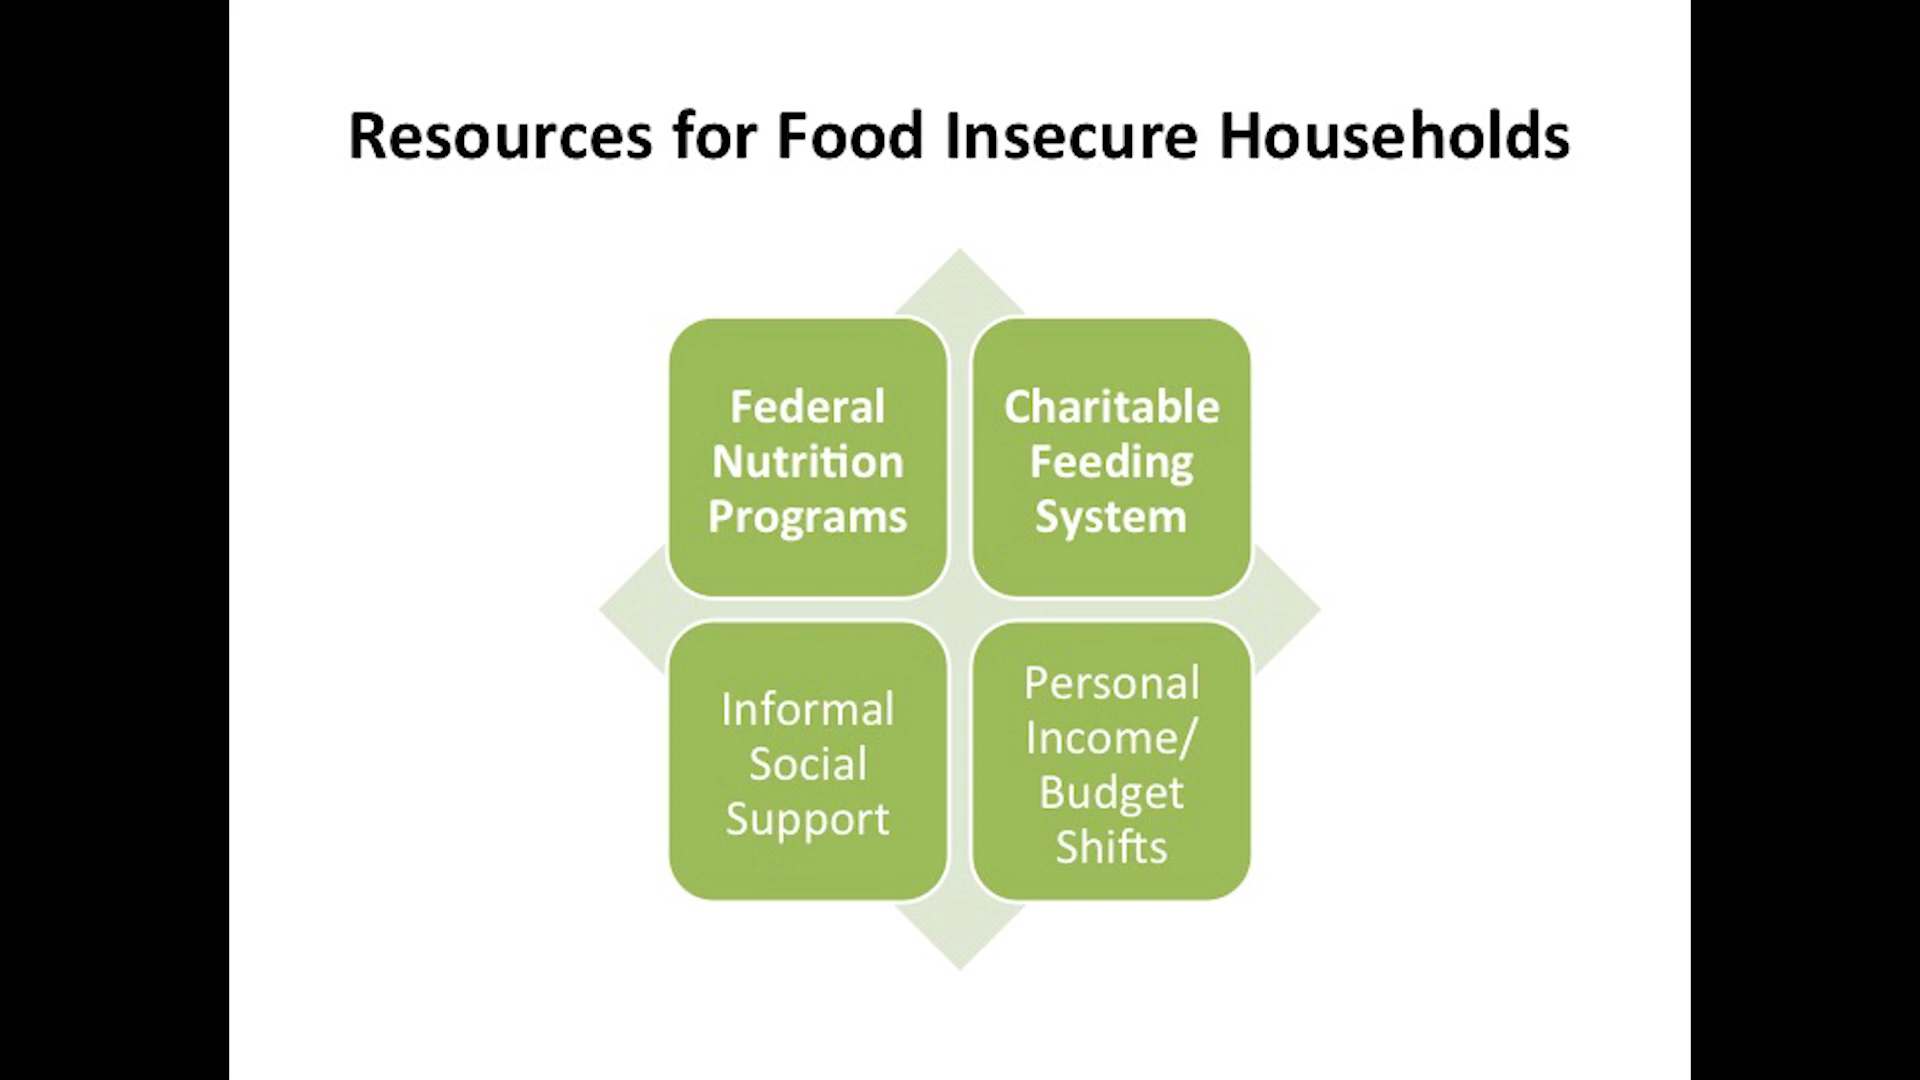 Resources for Food Insecure Households
Federal
Nutrition
Programs
Charitable
Feeding
System
Informal
Social
Support
Personal
Income/
Budget
Shifts